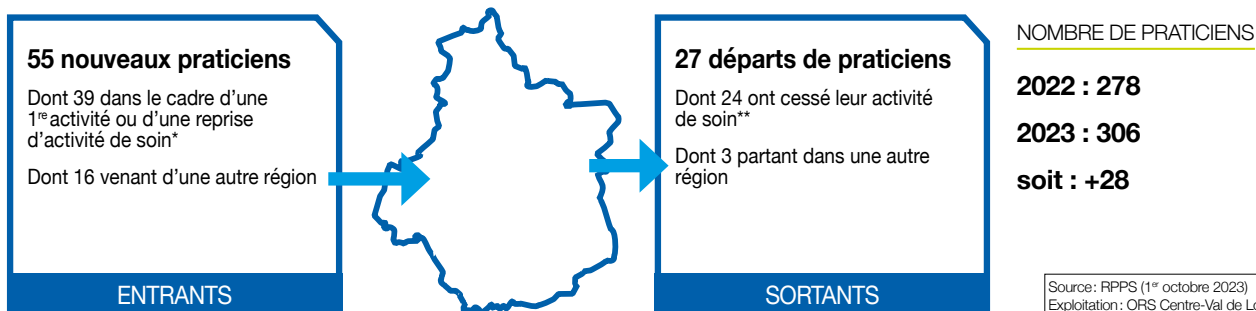 55 nouveaux praticiens
Dont 39 dans le cadre d'une
1re activité ou d'une reprise
d'activité de soin*
Dont 16 venant d'une autre région
ENTRANTS
27 départs de praticiens
Dont 24 ont cessé leur activité
de soin**
Dont 3 partant dans une autre
région
SORTANTS
NOMBRE DE PRATICIENS
2022 : 278
2023 : 306
soit : +28
Source : RPPS (1er octobre 2023)
Exploitation : ORS Centre-Val de